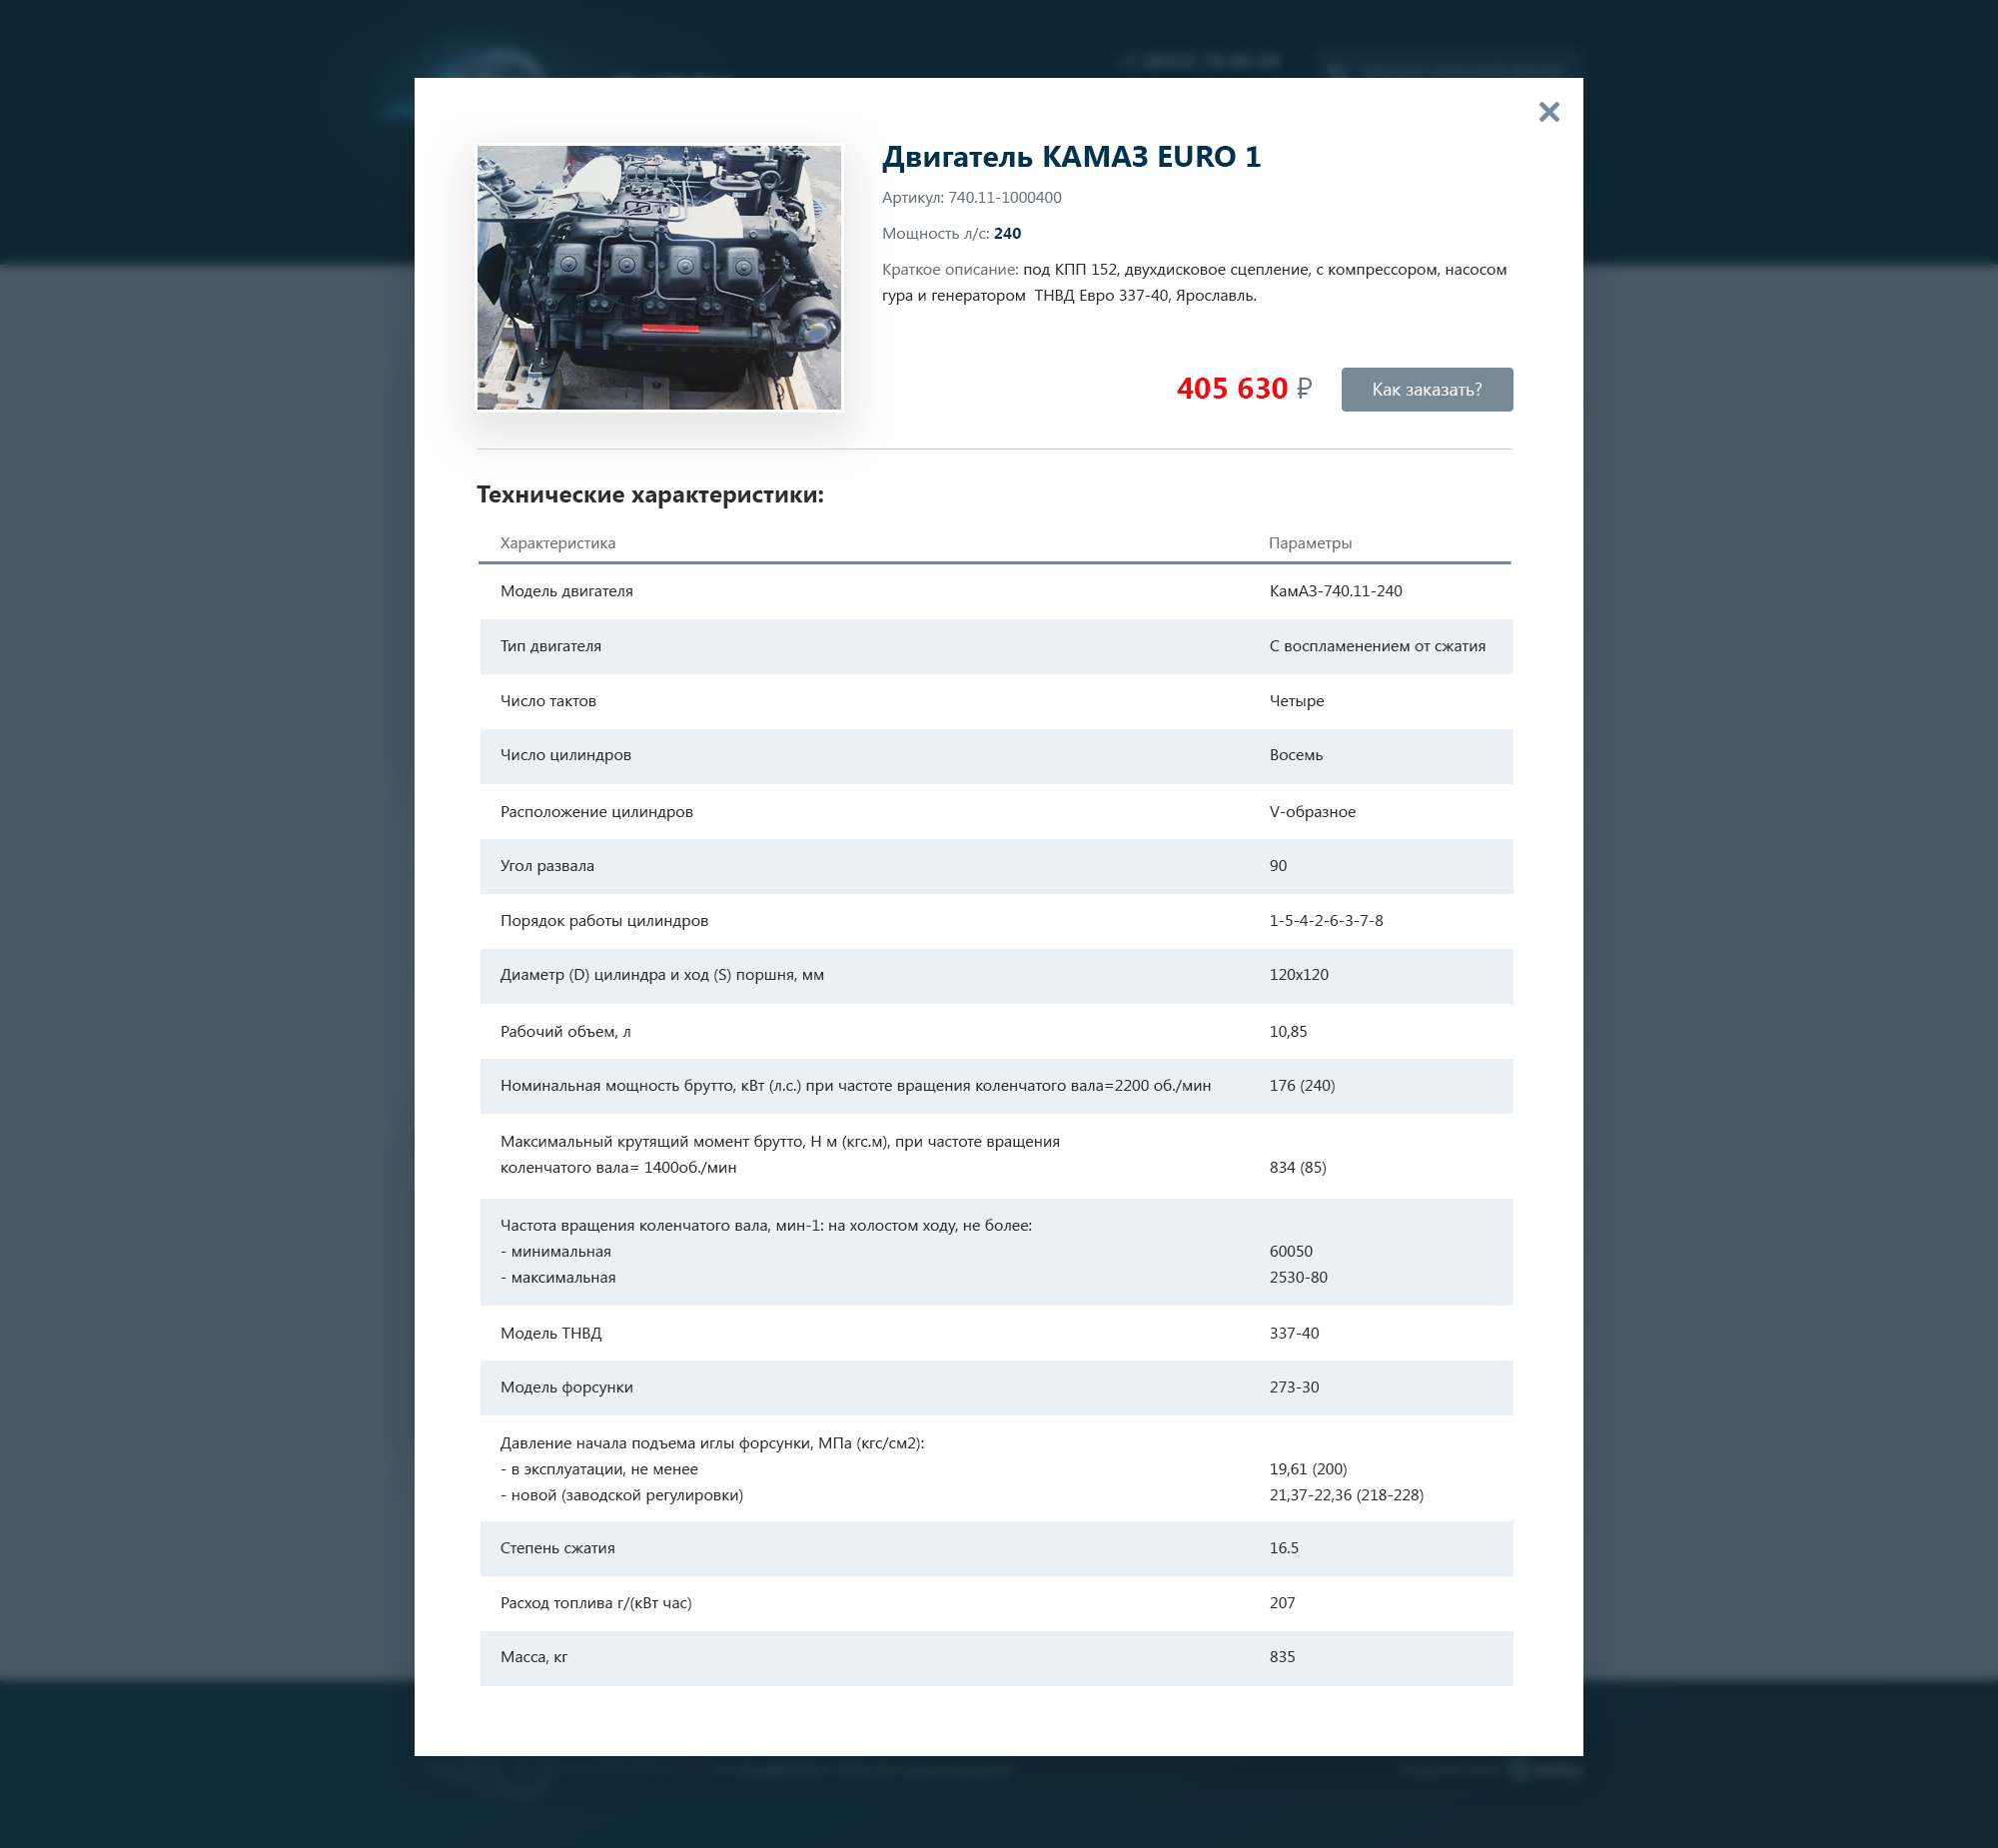 Двигатель КАМАЗ EURO 1
Артикул: 740.11-1000400
Мощность л/с: 240
Краткое описание: под КПП 152, двухдисковое сцепление, с компрессором, насосом
гура и генератором  ТНВД Евро 337-40, Ярославль.
405 630 ₽
Как заказать?
Технические характеристики:
Характеристика Параметры
Модель двигателя КамАЗ-740.11-240
Тип двигателя С воспламенением от сжатия
Число тактов Четыре
Число цилиндров Восемь
Расположение цилиндров V-образное
Угол развала 90
Порядок работы цилиндров 1-5-4-2-6-3-7-8
Диаметр (D) цилиндра и ход (S) поршня, мм 120x120
Рабочий объем, л 10,85
Номинальная мощность брутто, кВт (л.с.) при частоте вращения коленчатого вала=2200 об./мин 176 (240)
Максимальный крутящий момент брутто, Н м (кгс.м), при частоте вращения
коленчатого вала= 1400об./мин 834 (85)
Частота вращения коленчатого вала, мин-1: на холостом ходу, не более:
- минимальная 60050
- максимальная 2530-80
Модель ТНВД 337-40
Модель форсунки 273-30
Давление начала подъема иглы форсунки, МПа (кгс/см2):
- в эксплуатации, не менее 19,61 (200)
- новой (заводской регулировки) 21,37-22,36 (218-228)
Степень сжатия 16.5
Расход топлива г/(кВт час) 207
Масса, кг 835